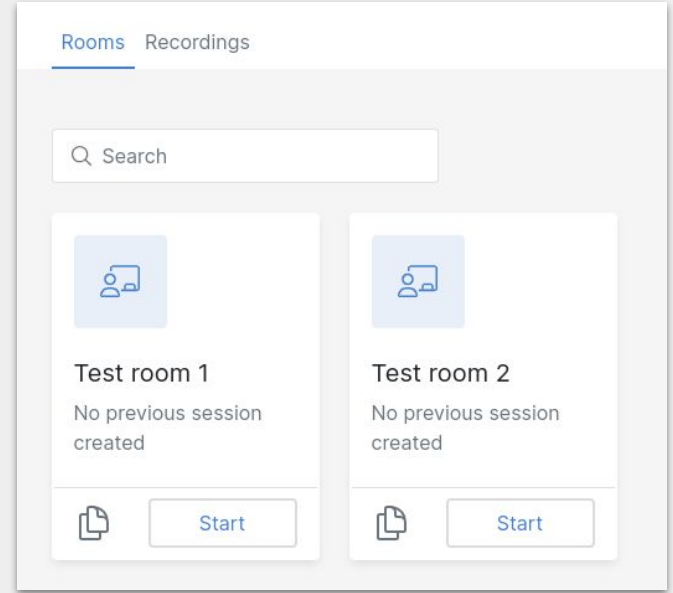 Rooms Recordings
Search
Test room 1
No previous session
created
Start
Test room 2
No previous session
created
Start